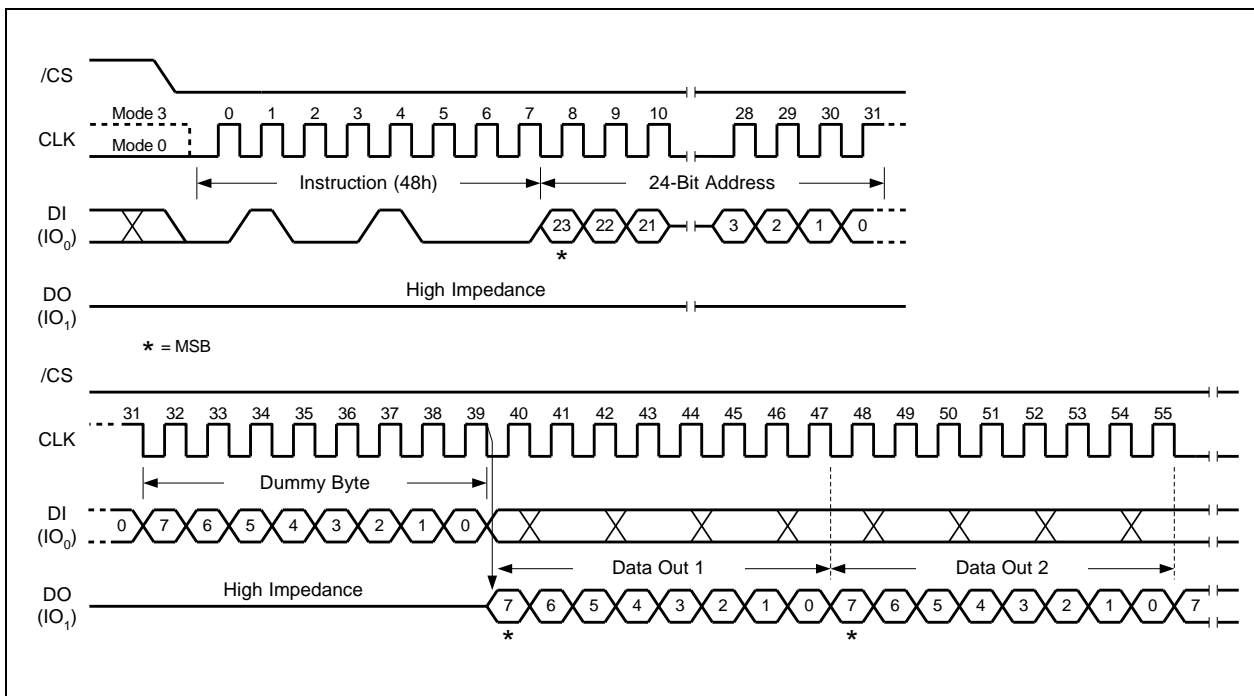 /CS
Mode 3 0 1 2 3 4 5 6 7 8 9 10 28 29 30 31
CLK
Mode 0
Instruction (48h) 24-Bit Address
DI
(IO0) 23 22 21 3 2 1 0
*
High Impedance
DO
(IO1)
* = MSB
/CS
31 32 33 34 35 36 37 38 39 40 41 42 43 44 45 46 47 48 49 50 51 52 53 54 55
CLK
Dummy Byte
DI
(IO0) 0 7 6 5 4 3 2 1 0
Data Out 1 Data Out 2
High Impedance
DO
(IO1) 7 6 5 4 3 2 1 0 7 6 5 4 3 2 1 0 7
* *